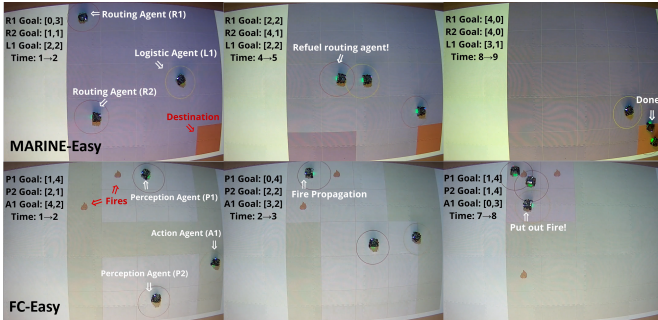 R1 Goal: [0,3]
R2 Goal: [1,1]
L1 Goal: [2,2]
Time: 1→2
Routing Agent (R1)
Logistic Agent (L1)
Routing Agent (R2)
Destination
MARINE-Easy
R1 Goal: [2,2]
R2 Goal: [4,1]
L1 Goal: [2,2]
Time: 4→5
Refuel routing agent!
R1 Goal: [4,0]
R2 Goal: [4,0]
L1 Goal: [3,1]
Time: 8→9
Done
P1 Goal: [1,4]
P2 Goal: [2,1]
A1 Goal: [4,2]
Time: 1→2
Fires
Perception Agent (P1)
Action Agent (A1)
Perception Agent (P2)
FC-Easy
P1 Goal: [0,4]
P2 Goal: [2,2]
A1 Goal: [3,2]
Time: 2→3
Fire Propagation
P1 Goal: [1,4]
P2 Goal: [1,4]
A1 Goal: [0,3]
Time: 7→8
Put out Fire!